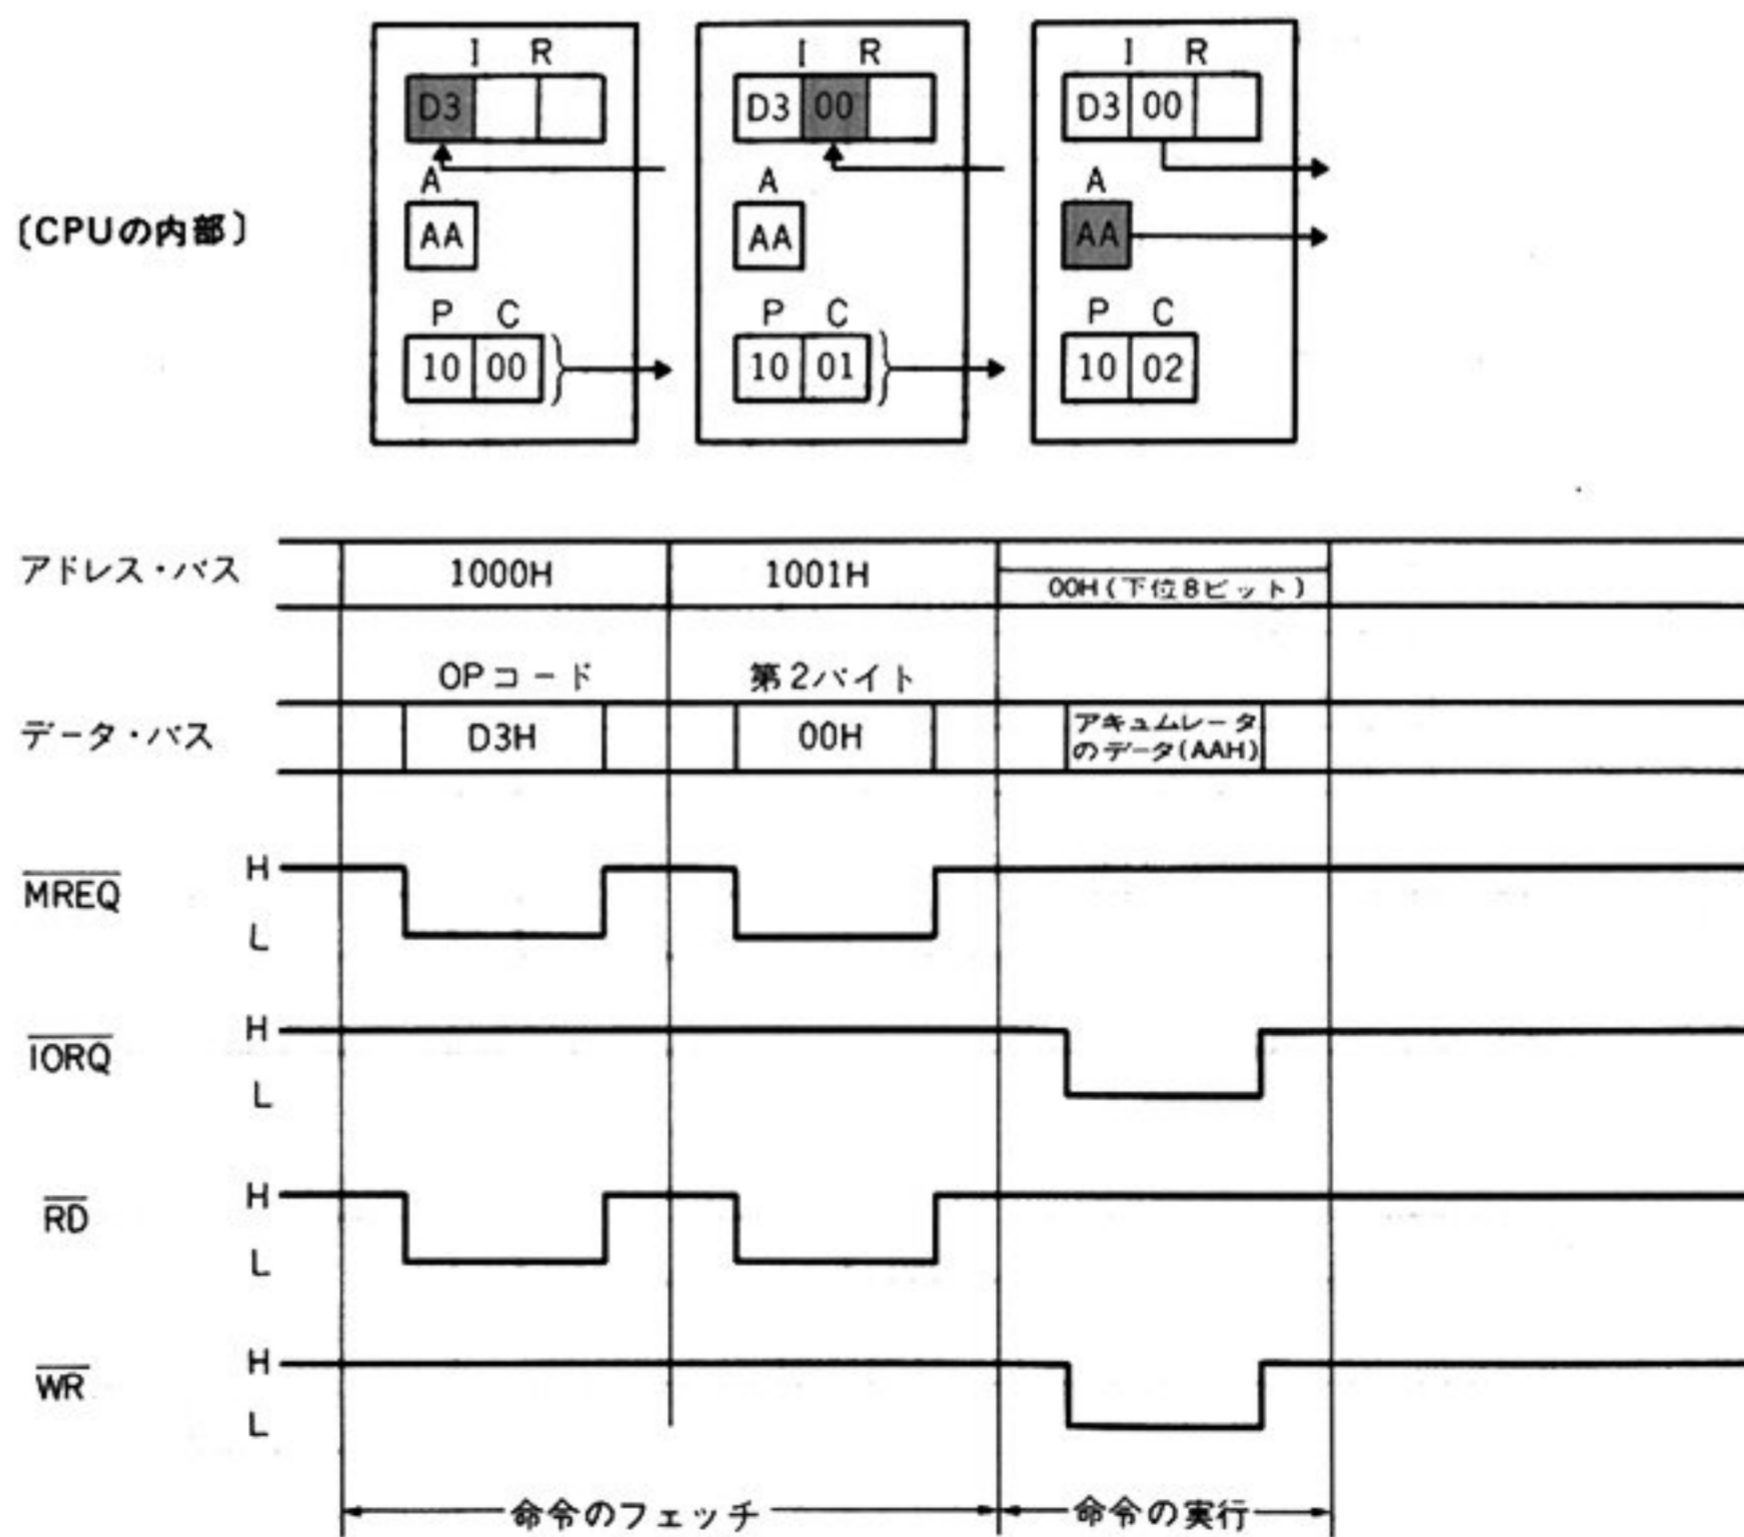 I R
D3
A
AA
P C
10 00
I R
D3 00
A
AA
P C
10 01
I R
D3 00
A
AA
P C
10 02
〔CPUの内部〕
アドレス・バス
1000H
1001H
00H(下位8ビット)
OPコード
第2バイト
データ・バス
D3H
00H
アキュムレータ
のデータ(AAH)
MREQ
H
L
IORQ
H
L
RD
H
L
WR
H
L
命令のフェッチ
命令の実行